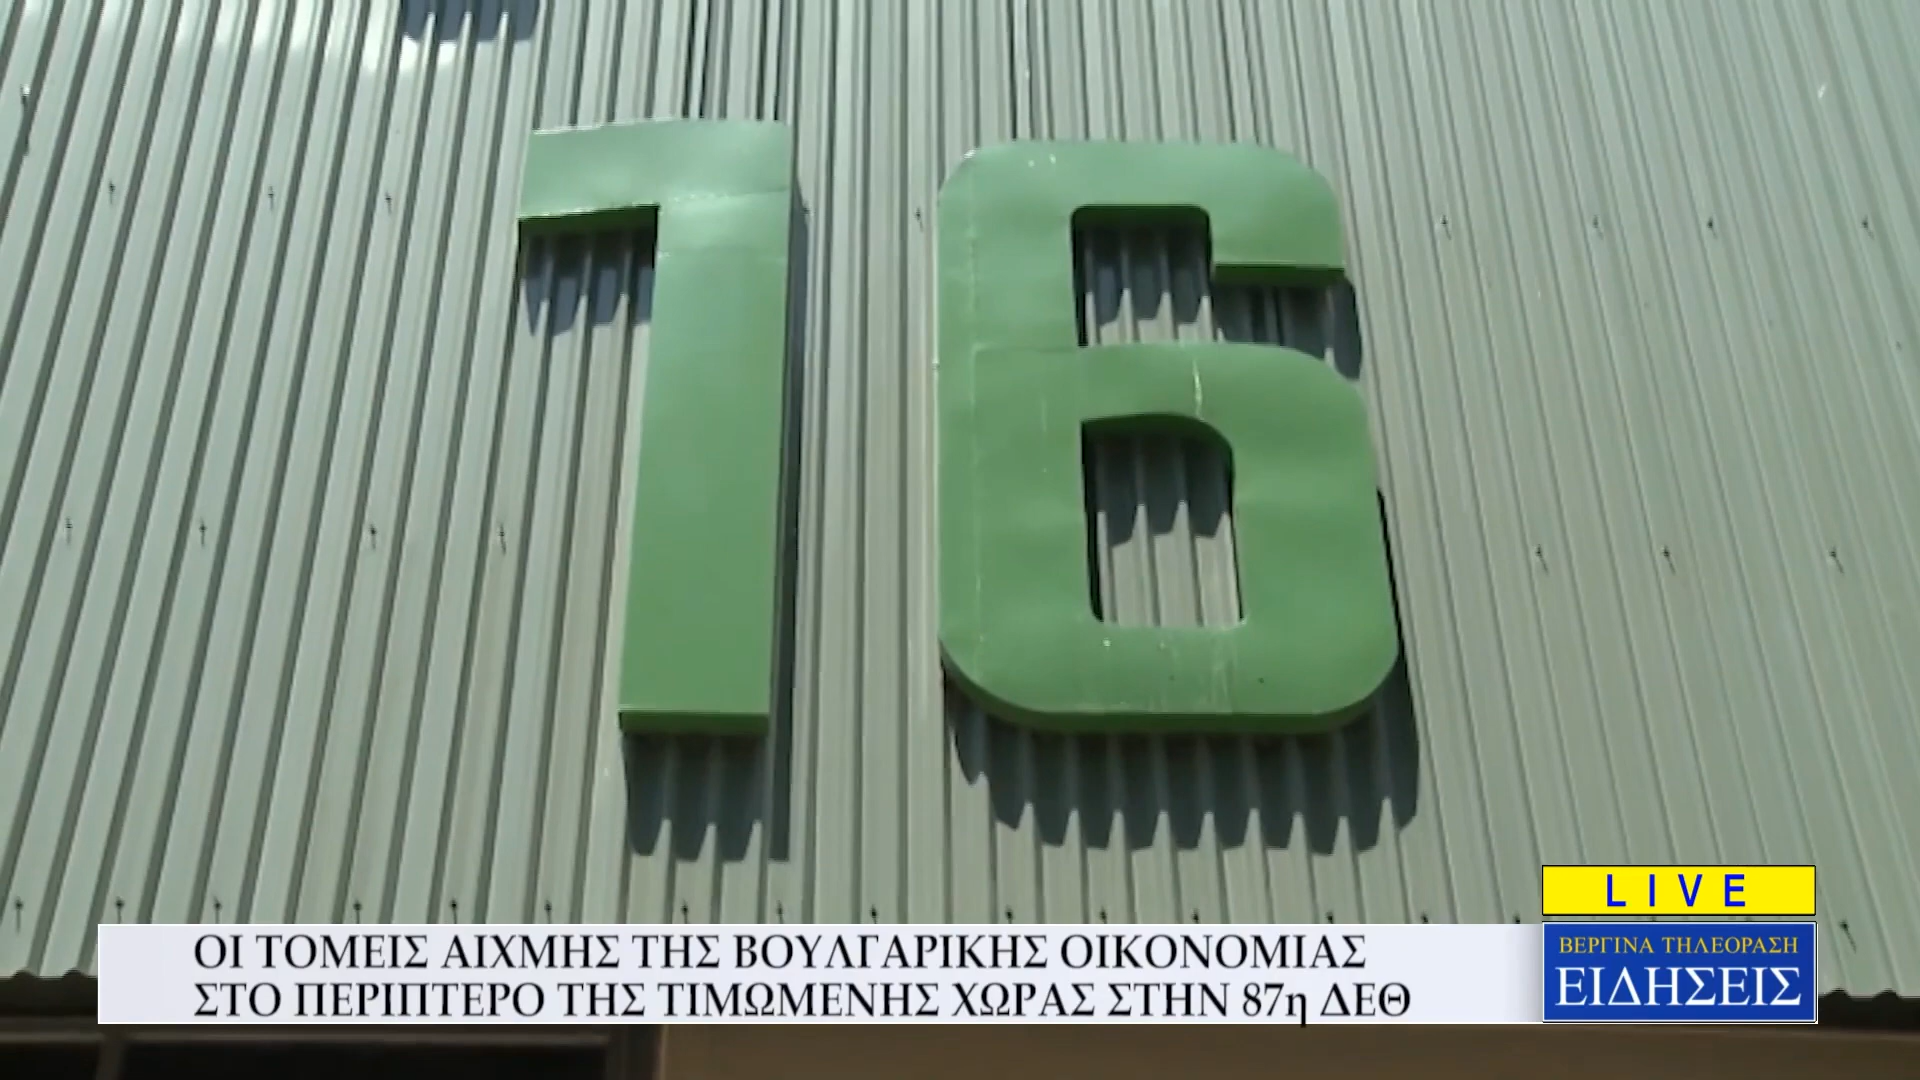 16
LIVE
ΟΙ ΤΟΜΕΙΣ ΑΙΧΜΗΣ ΤΗΣ ΒΟΥΛΓΑΡΙΚΗΣ ΟΙΚΟΝΟΜΙΑΣ
ΣΤΟ ΠΕΡΙΠΤΕΡΟ ΤΗΣ ΤΙΜΩΜΕΝΗΣ ΧΩΡΑΣ ΣΤΗΝ 87η ΔΕΘ
ΒΕΡΓΙΝΑ ΤΗΛΕΟΡΑΣΗ
ΕΙΔΗΣΕΙΣ